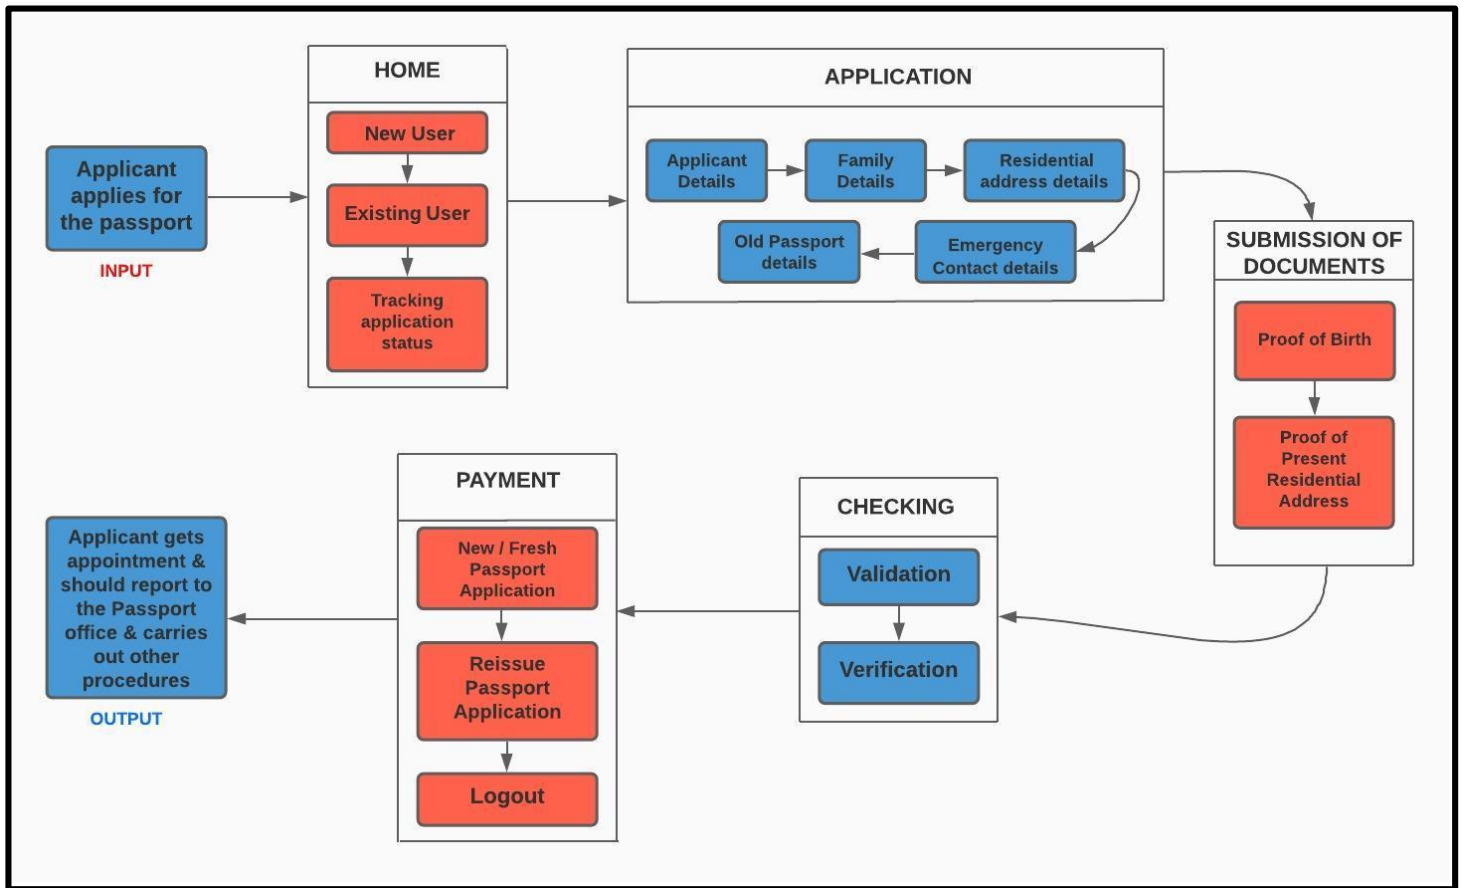 Applicant
applies for
the passport
INPUT
HOME
New User
Existing User
Tracking
application
status
APPLICATION
Applicant
Details
Family
Details
Residential
address details
Emergency
Contact details
Old Passport
details
SUBMISSION OF
DOCUMENTS
Proof of Birth
Proof of
Present
Residential
Address
CHECKING
Validation
Verification
PAYMENT
New / Fresh
Passport
Application
Reissue
Passport
Application
Logout
Applicant gets
appointment &
should report to
the Passport
office & carries
out other
procedures
OUTPUT